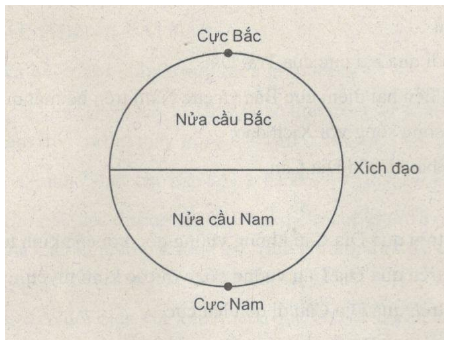 Cực Bắc
Nửa cầu Bắc
Xích đạo
Nửa cầu Nam
Cực Nam